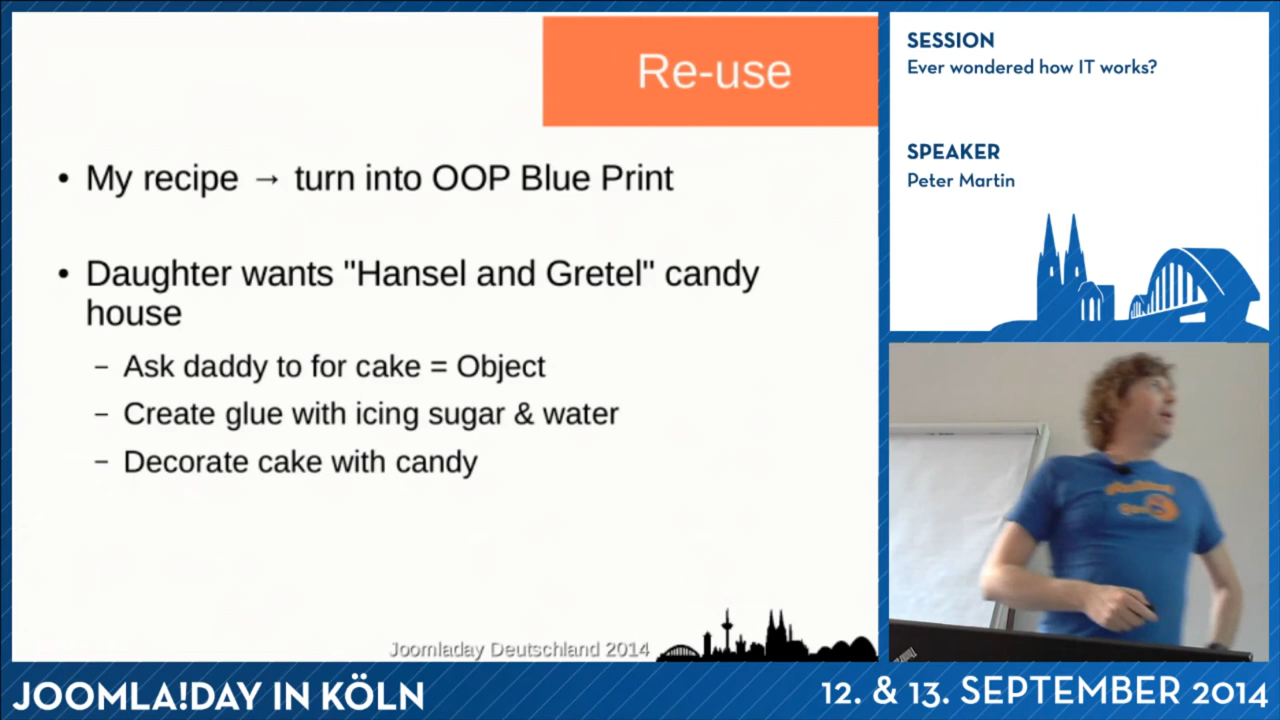 Re-use
• My recipe → turn into OOP Blue Print
• Daughter wants "Hansel and Gretel" candy
house
– Ask daddy to for cake = Object
– Create glue with icing sugar & water
– Decorate cake with candy
Joomladay Deutschland 2014
SESSION
Ever wondered how IT works?
SPEAKER
Peter Martin
JOOMLA!DAY IN KÖLN
12. & 13. SEPTEMBER 2014